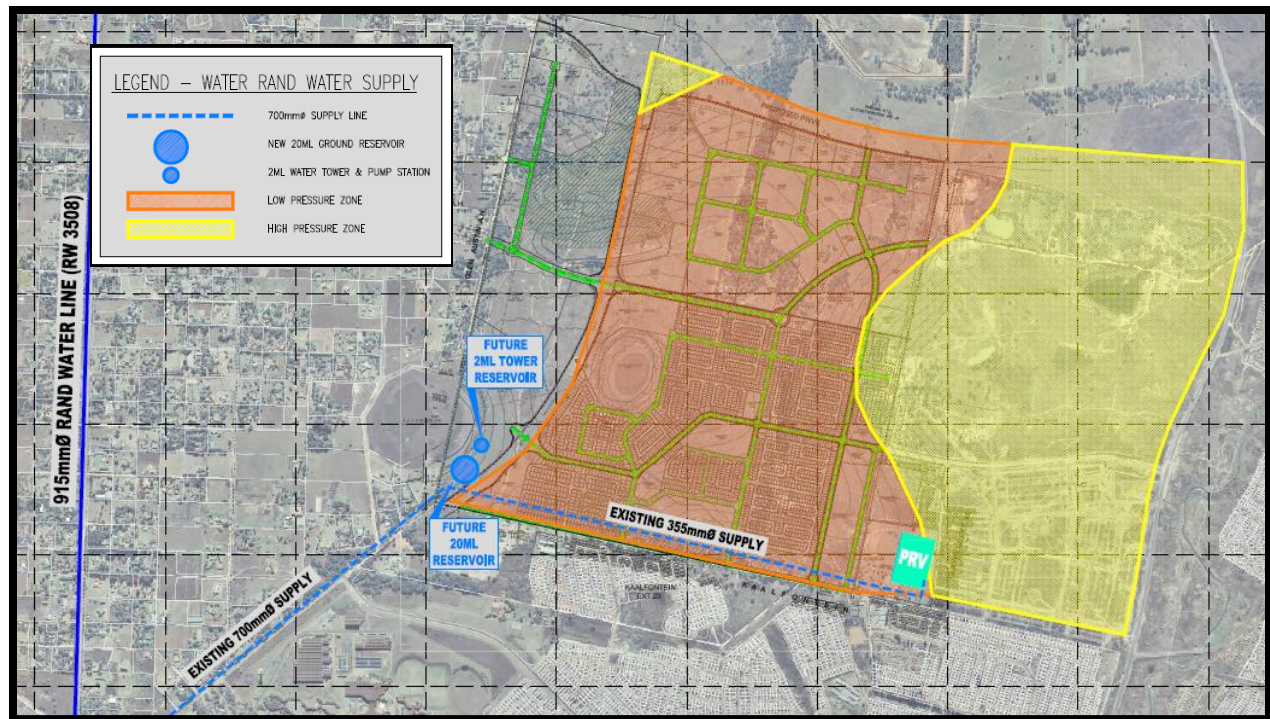 LEGEND – WATER RAND WATER SUPPLY
700mmø SUPPLY LINE
NEW 20ML GROUND RESERVOIR
2ML WATER TOWER & PUMP STATION
LOW PRESSURE ZONE
HIGH PRESSURE ZONE
915mmØ RAND WATER LINE (RW 3508)
FUTURE
2ML TOWER
RESERVOIR
FUTURE
20ML
RESERVOIR
EXISTING 700mmØ SUPPLY
EXISTING 355mmØ SUPPLY
PRV
KAALFONTEIN